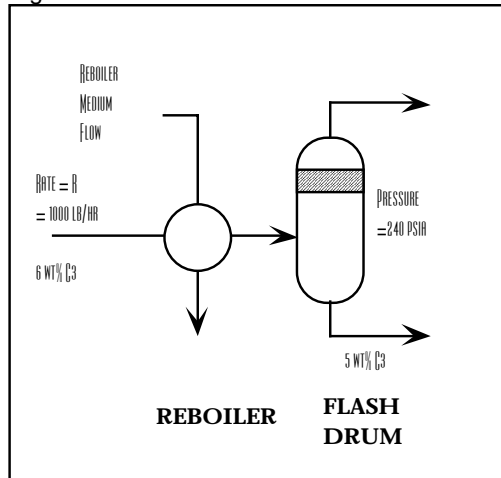 Reboiler
Medium
Flow
Rate = R
= 1000 lb/hr
6 wt% C3
Pressure
=240 psia
5 wt% C3
REBOILER
FLASH
DRUM